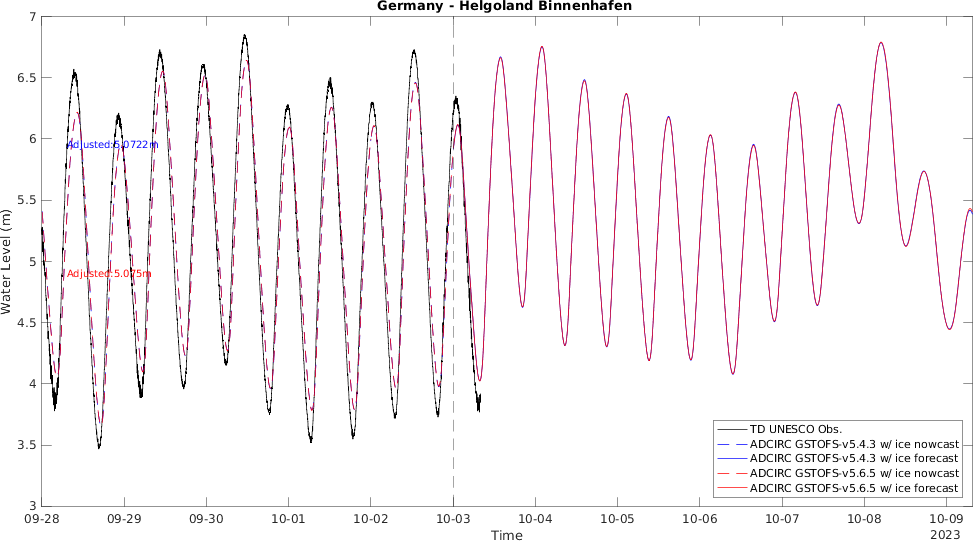 Germany - Helgoland Binnenhafen
7
6.5
6
5.5
5
4.5
4
3.5
3
Water Level (m)
Adjusted:5.0722m
Adjusted:5.075m
TD UNESCO Obs.
ADCIRC GSTOFS-v5.4.3 w/ ice nowcast
ADCIRC GSTOFS-v5.4.3 w/ ice forecast
ADCIRC GSTOFS-v5.6.5 w/ ice nowcast
ADCIRC GSTOFS-v5.6.5 w/ ice forecast
09-28 09-29 09-30 10-01 10-02 10-03 10-04 10-05 10-06 10-07 10-08 10-09
2023
Time